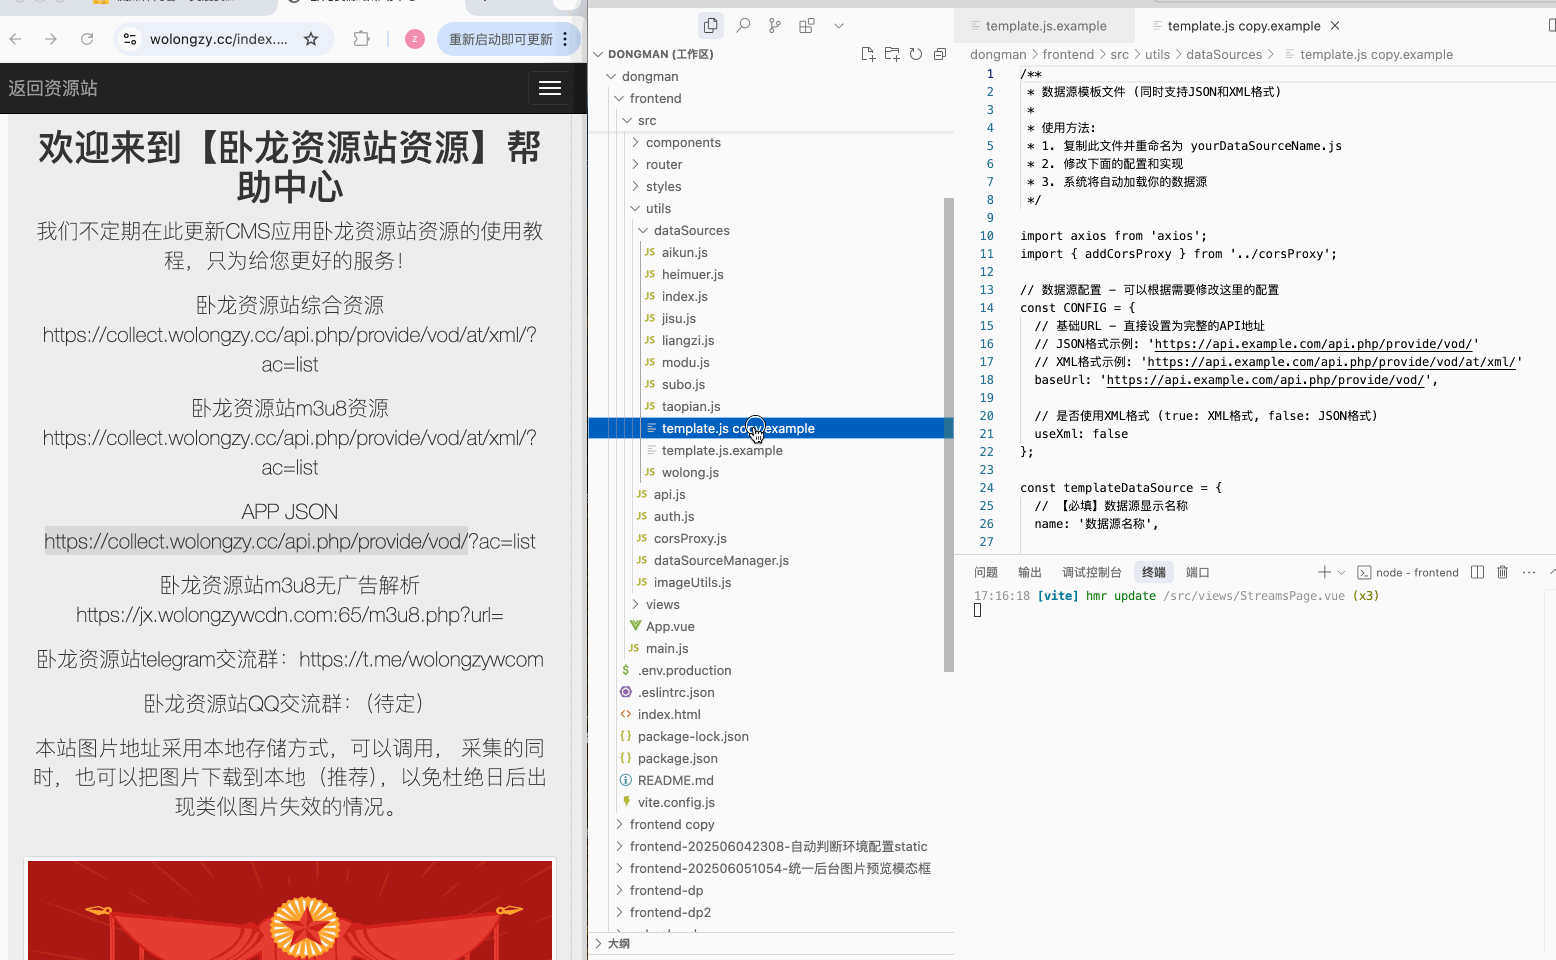 wolongzy.cc/index....
重新启动即可更新
返回资源站
欢迎来到【卧龙资源站资源】帮
助中心
我们不定期在此更新CMS应用卧龙资源站资源的使用教
程，只为给您更好的服务！
卧龙资源站综合资源
https://collect.wolongzy.cc/api.php/provide/vod/at/xml/?
ac=list
卧龙资源站m3u8资源
https://collect.wolongzy.cc/api.php/provide/vod/at/xml/?
ac=list
APP JSON
https://collect.wolongzy.cc/api.php/provide/vod/?ac=list
卧龙资源站m3u8无广告解析
https://jx.wolongzywcdn.com:65/m3u8.php?url=
卧龙资源站telegram交流群：https://t.me/wolongzywcom
卧龙资源站QQ交流群：（待定）
本站图片地址采用本地存储方式，可以调用， 采集的同
时，也可以把图片下载到本地（推荐），以免杜绝日后出
现类似图片失效的情况。
DONGMAN (工作区)
dongman
frontend
src
components
router
styles
utils
dataSources
JS aikun.js
JS heimuer.js
JS index.js
JS jisu.js
JS liangzi.js
JS modu.js
JS subo.js
JS taopian.js
template.js copy.example
template.js.example
JS wolong.js
JS api.js
JS auth.js
JS corsProxy.js
JS dataSourceManager.js
JS imageUtils.js
views
App.vue
JS main.js
$ .env.production
.eslintrc.json
<> index.html
{} package-lock.json
{} package.json
README.md
vite.config.js
frontend copy
frontend-202506042308-自动判断环境配置static
frontend-202506051054-统一后台图片预览模态框
frontend-dp
frontend-dp2
大纲
template.js.example
template.js copy.example
dongman > frontend > src > utils > dataSources > template.js copy.example
1 /**
2 * 数据源模板文件 (同时支持JSON和XML格式)
3 *
4 * 使用方法:
5 * 1. 复制此文件并重命名为 yourDataSourceName.js
6 * 2. 修改下面的配置和实现
7 * 3. 系统将自动加载你的数据源
8 */
9
10 import axios from 'axios';
11 import { addCorsProxy } from '../corsProxy';
12
13 // 数据源配置 - 可以根据需要修改这里的配置
14 const CONFIG = {
15 // 基础URL - 直接设置为完整的API地址
16 // JSON格式示例: 'https://api.example.com/api.php/provide/vod/'
17 // XML格式示例: 'https://api.example.com/api.php/provide/vod/at/xml/'
18 baseUrl: 'https://api.example.com/api.php/provide/vod/',
19
20 // 是否使用XML格式 (true: XML格式, false: JSON格式)
21 useXml: false
22 };
23
24 const templateDataSource = {
25 // 【必填】数据源显示名称
26 name: '数据源名称',
27
问题 输出 调试控制台 终端 端口
node - frontend
17:16:18 [vite] hmr update /src/views/StreamsPage.vue (x3)